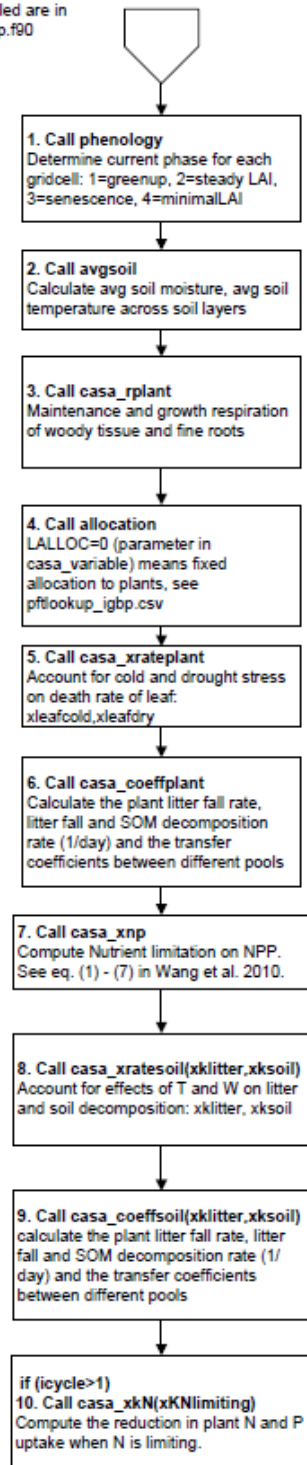 led are in
p.f90
1. Call phenology
Determine current phase for each
gridcell: 1=greenup, 2=steady LAI,
3=senescence, 4=minimalLAI
2. Call avgsoil
Calculate avg soil moisture, avg soil
temperature across soil layers
3. Call casa_rplant
Maintenance and growth respiration
of woody tissue and fine roots
4. Call allocation
LALLOC=0 (parameter in
casa_variable) means fixed
allocation to plants, see
pftlookup_igbp.csv
5. Call casa_xrateplant
Account for cold and drought stress
on death rate of leaf:
xleafcold,xleafdry
6. Call casa_coeffplant
Calculate the plant litter fall rate,
litter fall and SOM decomposition
rate (1/day) and the transfer
coefficients between different pools
7. Call casa_xnp
Compute Nutrient limitation on NPP.
See eq. (1) - (7) in Wang et al. 2010.
8. Call casa_xratesoil(xklitter,xksoil)
Account for effects of T and W on litter
and soil decomposition: xklitter, xksoil
9. Call casa_coeffsoil(xklitter,xksoil)
calculate the plant litter fall rate, litter
fall and SOM decomposition rate (1/
day) and the transfer coefficients
between different pools
if (icycle>1)
10. Call casa_xkN(xKNlimiting)
Compute the reduction in plant N and P
uptake when N is limiting.